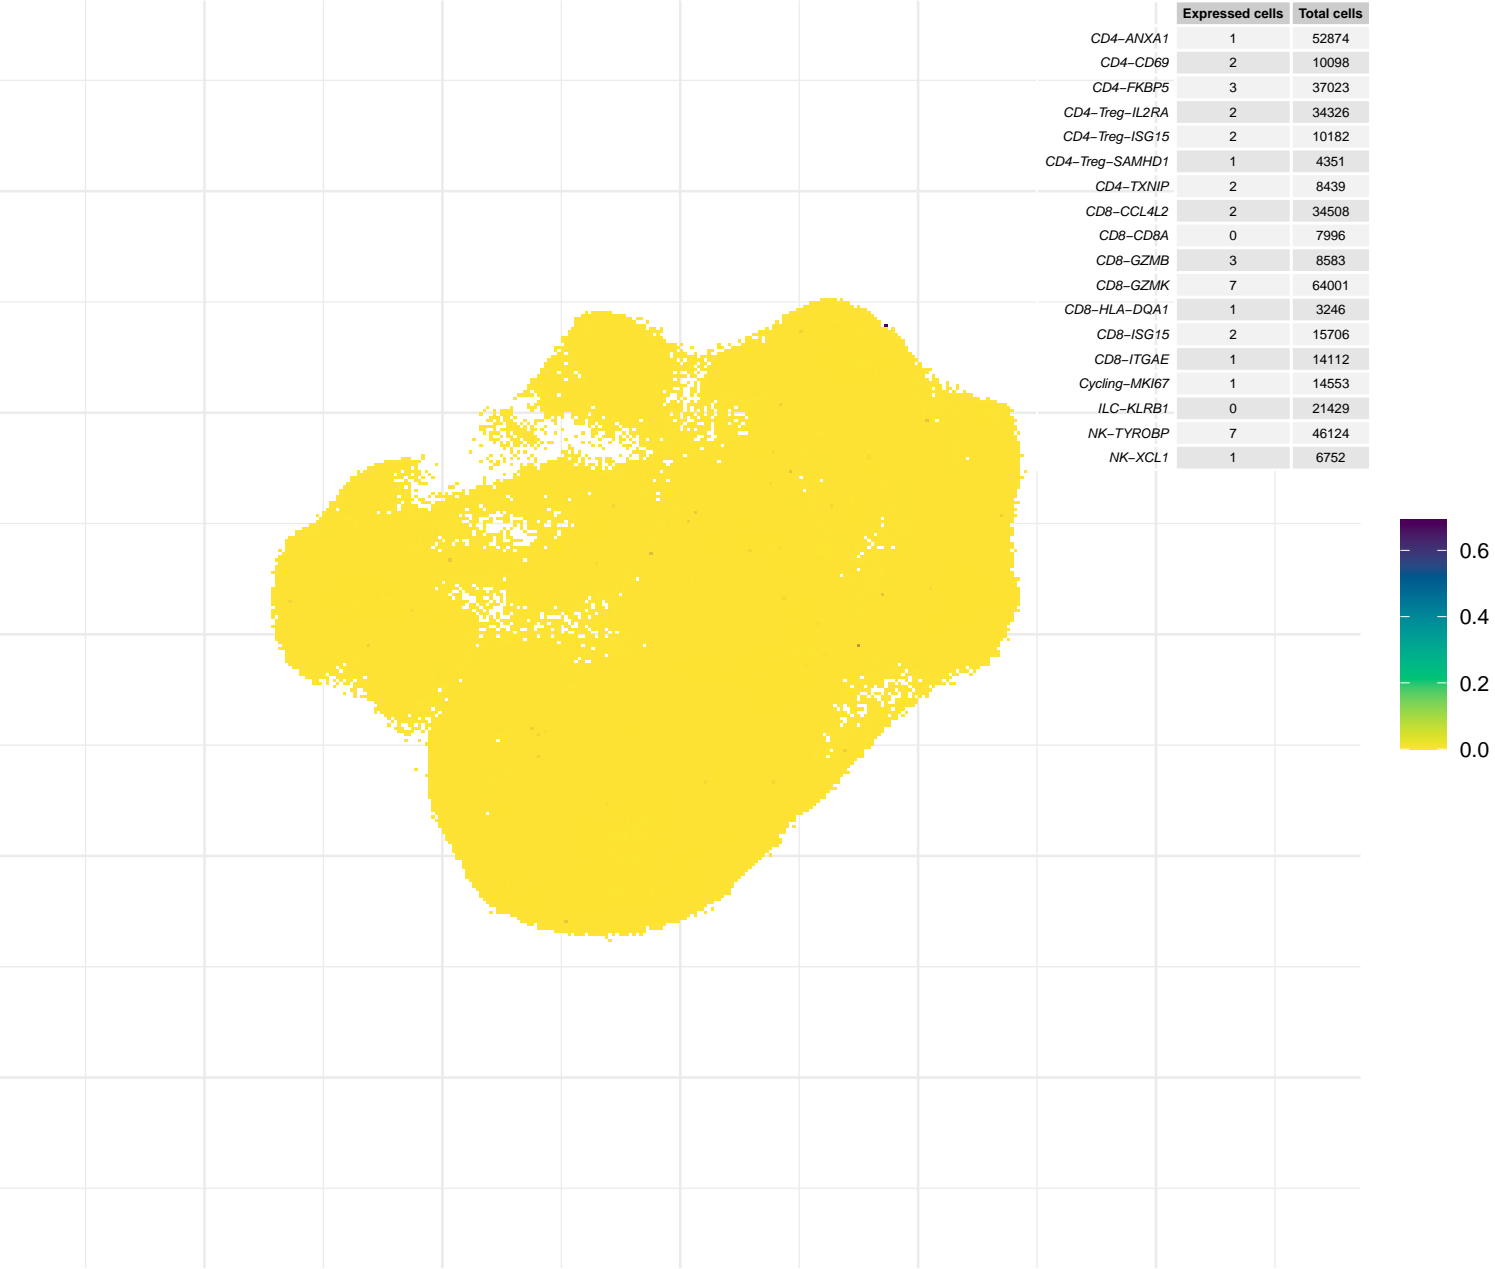 Expressed cells Total cells
CD4−ANXA1 1 52874
CD4−CD69 2 10098
CD4−FKBP5 3 37023
CD4−Treg−IL2RA 2 34326
CD4−Treg−ISG15 2 10182
CD4−Treg−SAMHD1 1 4351
CD4−TXNIP 2 8439
CD8−CCL4L2 2 34508
CD8−CD8A 0 7996
CD8−GZMB 3 8583
CD8−GZMK 7 64001
CD8−HLA−DQA1 1 3246
CD8−ISG15 2 15706
CD8−ITGAE 1 14112
Cycling−MKI67 1 14553
ILC−KLRB1 0 21429
NK−TYROBP 7 46124
NK−XCL1 1 6752
0.6
0.4
0.2
0.0